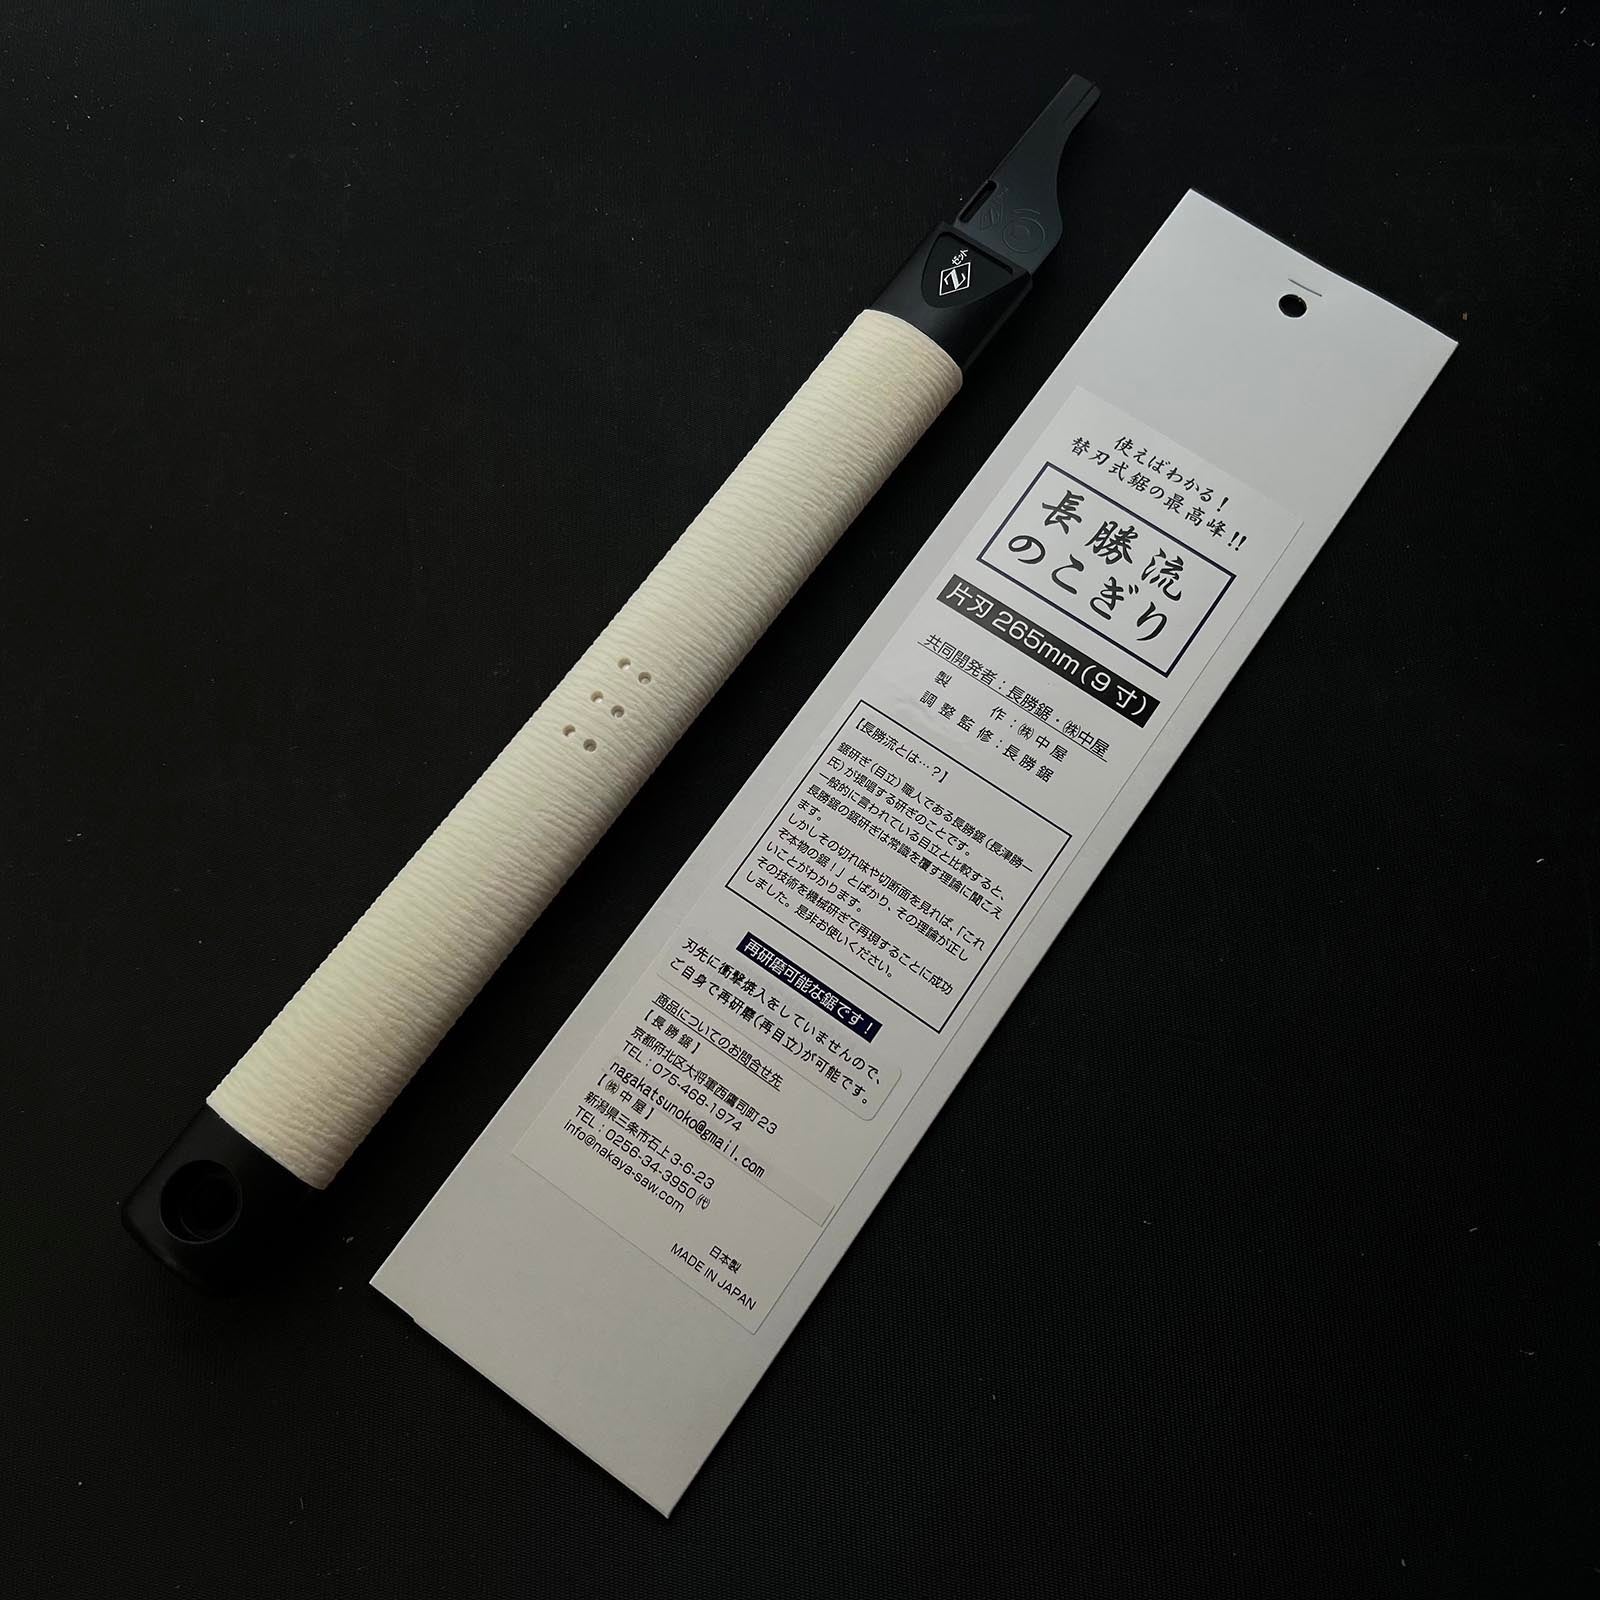 ゼット
Z
使えばわかる!
替刃式鋸の最高峰!!
長勝流
のこぎり
片刃 265mm(9寸)
共同開発者:長勝鋸・㈱中屋
製作:㈱中屋
調整監修:長勝鋸
【長勝流とは…?】
鋸研ぎ(目立)職人である長勝鋸(長津勝一
氏)が提唱する研ぎのことです。
一般的に言われている目立と比較すると、
長勝鋸の鋸研ぎは常識を覆す理論に聞こえ
ます。
しかしその切れ味や切断面を見れば、「これ
ぞ本物の鋸!」とばかり、その理論が正し
いことがわかります。
その技術を機械研ぎで再現することに成功
しました。是非お使いください。
再研磨可能な鋸です!
刃先に衝撃焼入をしていませんので、
ご自身で再研磨(再目立)が可能です。
商品についてのお問合せ先
【長勝鋸】
京都府北区大将軍西鷹司町23
TEL:075-468-1974
nagakatsunoko@gmail.com
【㈱中屋】
新潟県三条市石上3-6-23
TEL:0256-34-3950㈹
info@nakaya-saw.com
日本製
MADE IN JAPAN